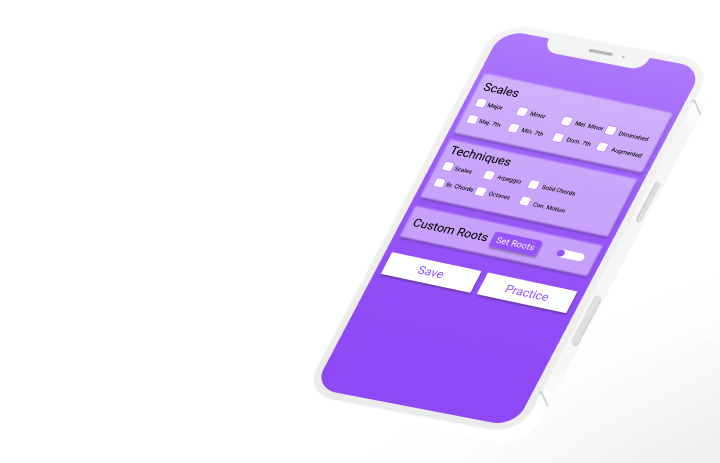 Scales
Major Minor Mel. Minor Diminished
Maj. 7th Min. 7th Dom. 7th Augmented
Techniques
Scales Arpeggio Solid Chords
Br. Chords Octaves Con. Motion
Custom Roots Set Roots
Save Practice